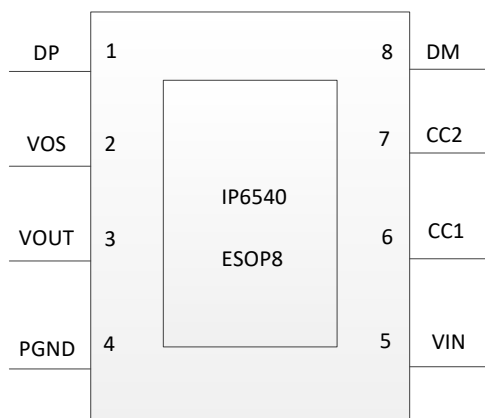 DP 1 8 DM
VOS 2 7 CC2
IP6540
VOUT 3 6 CC1
ESOP8
PGND 4 5 VIN